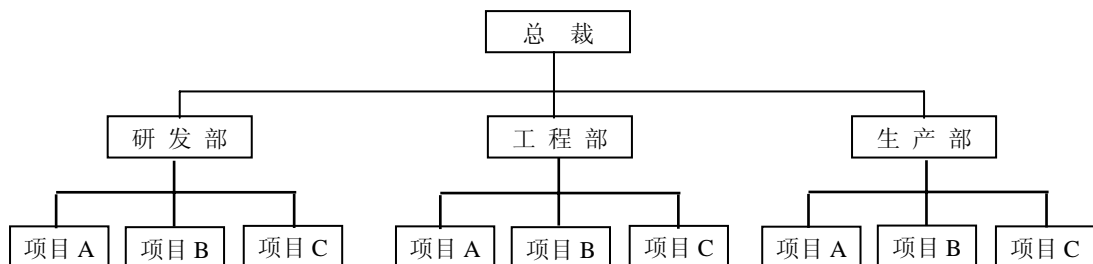 总 裁
研 发 部 工 程 部 生 产 部
项目 A 项目 B 项目 C 项目 A 项目 B 项目 C 项目 A 项目 B 项目 C